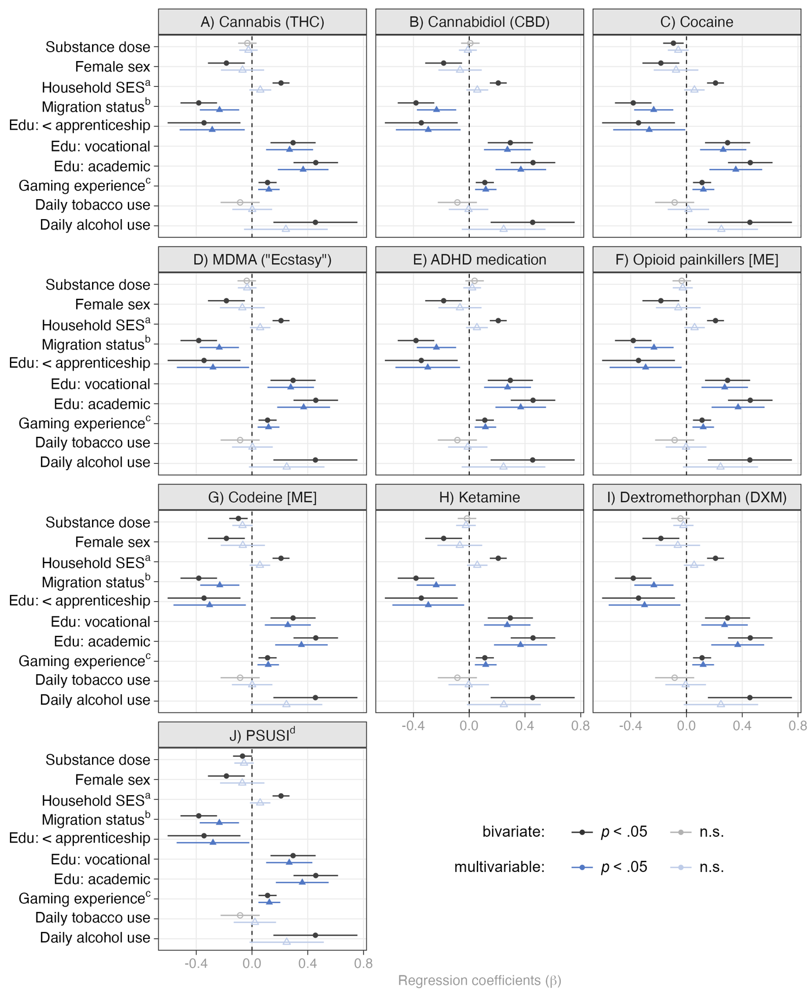 A) Cannabis (THC)
B) Cannabidiol (CBD)
C) Cocaine
Substance dose
Female sex
Household SESa
Migration statusb
Edu: < apprenticeship
Edu: vocational
Edu: academic
Gaming experiencec
Daily tobacco use
Daily alcohol use
D) MDMA ("Ecstasy")
E) ADHD medication
F) Opioid painkillers [ME]
Substance dose
Female sex
Household SESa
Migration statusb
Edu: < apprenticeship
Edu: vocational
Edu: academic
Gaming experiencec
Daily tobacco use
Daily alcohol use
G) Codeine [ME]
H) Ketamine
I) Dextromethorphan (DXM)
Substance dose
Female sex
Household SESa
Migration statusb
Edu: < apprenticeship
Edu: vocational
Edu: academic
Gaming experiencec
Daily tobacco use
Daily alcohol use
-0.4 0.0 0.4 0.8
-0.4 0.0 0.4 0.8
J) PSUSId
Substance dose
Female sex
Household SESa
Migration statusb
Edu: < apprenticeship
Edu: vocational
Edu: academic
Gaming experiencec
Daily tobacco use
Daily alcohol use
-0.4 0.0 0.4 0.8
bivariate: p < .05 n.s.
multivariable: p < .05 n.s.
Regression coefficients (β)